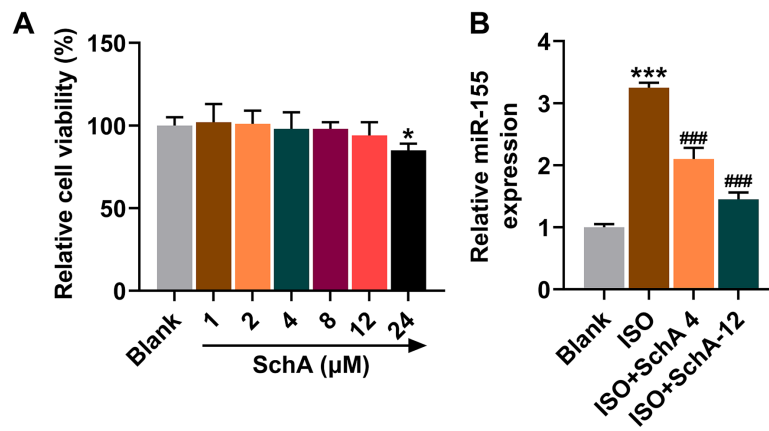 A
Relative cell viability (%)
150
100
50
0
*
Blank
1
2
4
8
12
24
SchA (μM)
B
Relative miR-155
expression
4
3
2
1
0
***
###
###
Blank
ISO
ISO+SchA 4
ISO+SchA-12